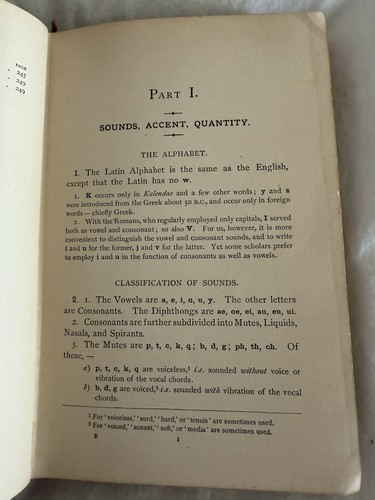 PAGE
. 247
. 249
. 249
PART I.
SOUNDS, ACCENT, QUANTITY.
THE ALPHABET.
1. The Latin Alphabet is the same as the English,
except that the Latin has no w.
1. K occurs only in Kalendae and a few other words; y and z
were introduced from the Greek about 50 B.C., and occur only in foreign
words — chiefly Greek.
2. With the Romans, who regularly employed only capitals, I served
both as vowel and consonant; so also V. For us, however, it is more
convenient to distinguish the vowel and consonant sounds, and to write
i and u for the former, j and v for the latter. Yet some scholars prefer
to employ i and u in the function of consonants as well as vowels.
CLASSIFICATION OF SOUNDS.
2. 1. The Vowels are a, e, i, o, u, y. The other letters
are Consonants. The Diphthongs are ae, oe, ei, au, eu, ui.
2. Consonants are further subdivided into Mutes, Liquids,
Nasals, and Spirants.
3. The Mutes are p, t, c, k, q; b, d, g; ph, th, ch. Of
these, —
a) p, t, c, k, q are voiceless,¹ i.e. sounded without voice or
vibration of the vocal chords.
b) b, d, g are voiced,² i.e. sounded with vibration of the vocal
chords.
¹ For 'voiceless,' 'surd,' 'hard,' or 'tenuis' are sometimes used.
² For 'voiced,' 'sonant,' 'soft,' or 'media' are sometimes used.
B 1